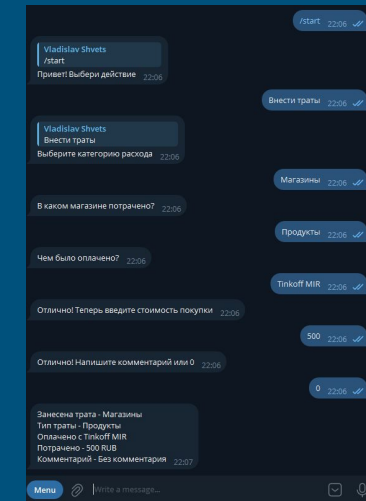 /start 22:06
Vladislav Shvets
/start
Привет! Выбери действие 22:06
Внести траты 22:06
Vladislav Shvets
Внести траты
Выберите категорию расхода 22:06
Магазины 22:06
В каком магазине потрачено? 22:06
Продукты 22:06
Чем было оплачено? 22:06
Tinkoff MIR 22:06
Отлично! Теперь введите стоимость покупки 22:06
500 22:06
Отлично! Напишите комментарий или 0 22:06
0 22:06
Занесена трата - Магазины
Тип траты - Продукты
Оплачено с Tinkoff MIR
Потрачено - 500 RUB
Комментарий - Без комментария 22:07
Menu Write a message...